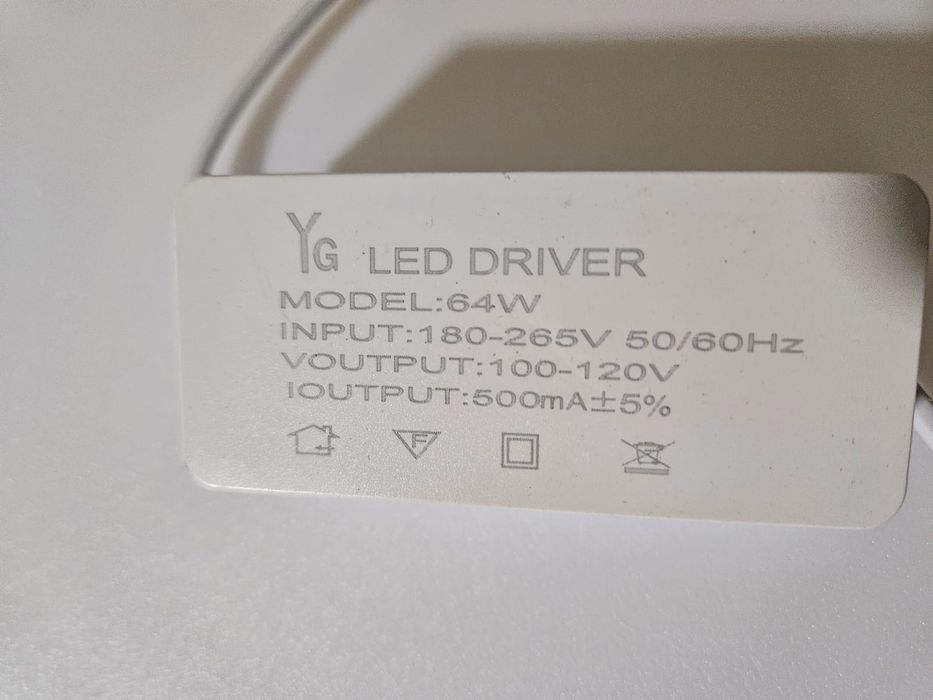 YG LED DRIVER
MODEL:64W
INPUT:180-265V 50/60Hz
VOUTPUT:100-120V
IOUTPUT:500mA±5%
F